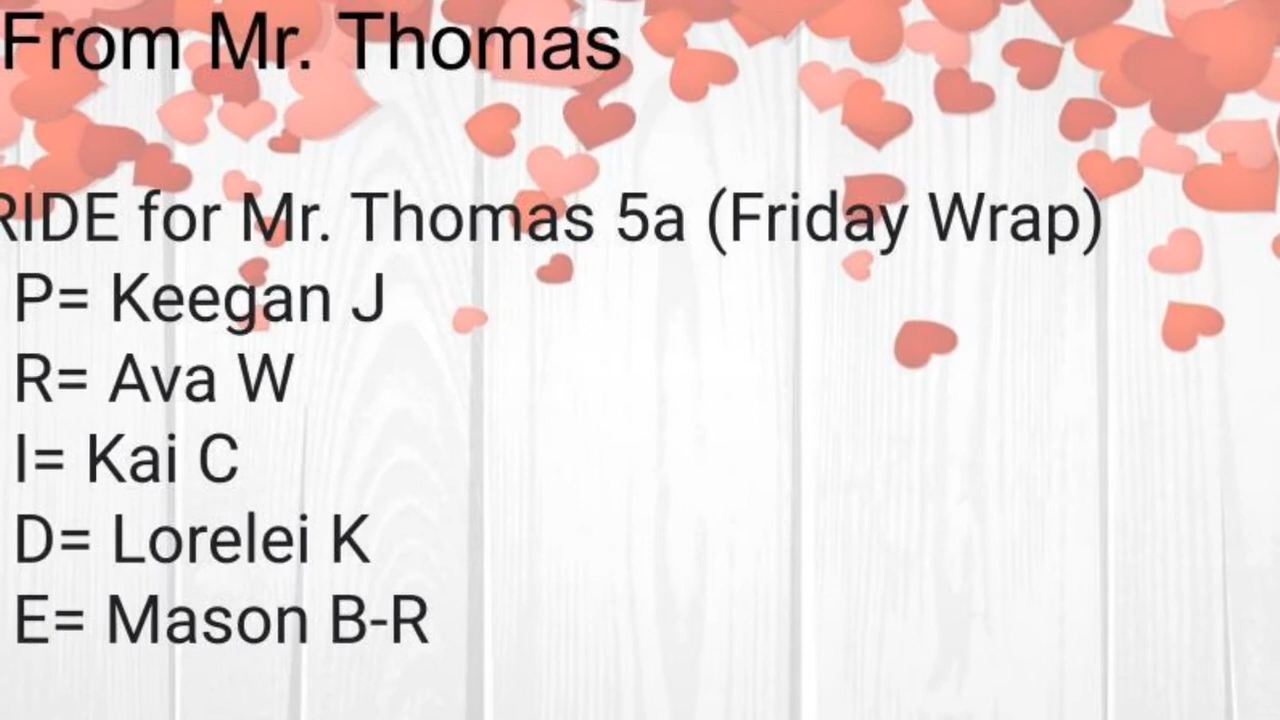 From Mr. Thomas
RIDE for Mr. Thomas 5a (Friday Wrap)
P= Keegan J
R= Ava W
I= Kai C
D= Lorelei K
E= Mason B-R